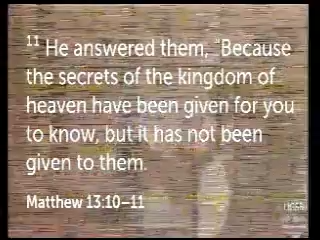 11 He answered them, "Because
the secrets of the kingdom of
heaven have been given for you
to know, but it has not been
given to them.
Matthew 13:10–11